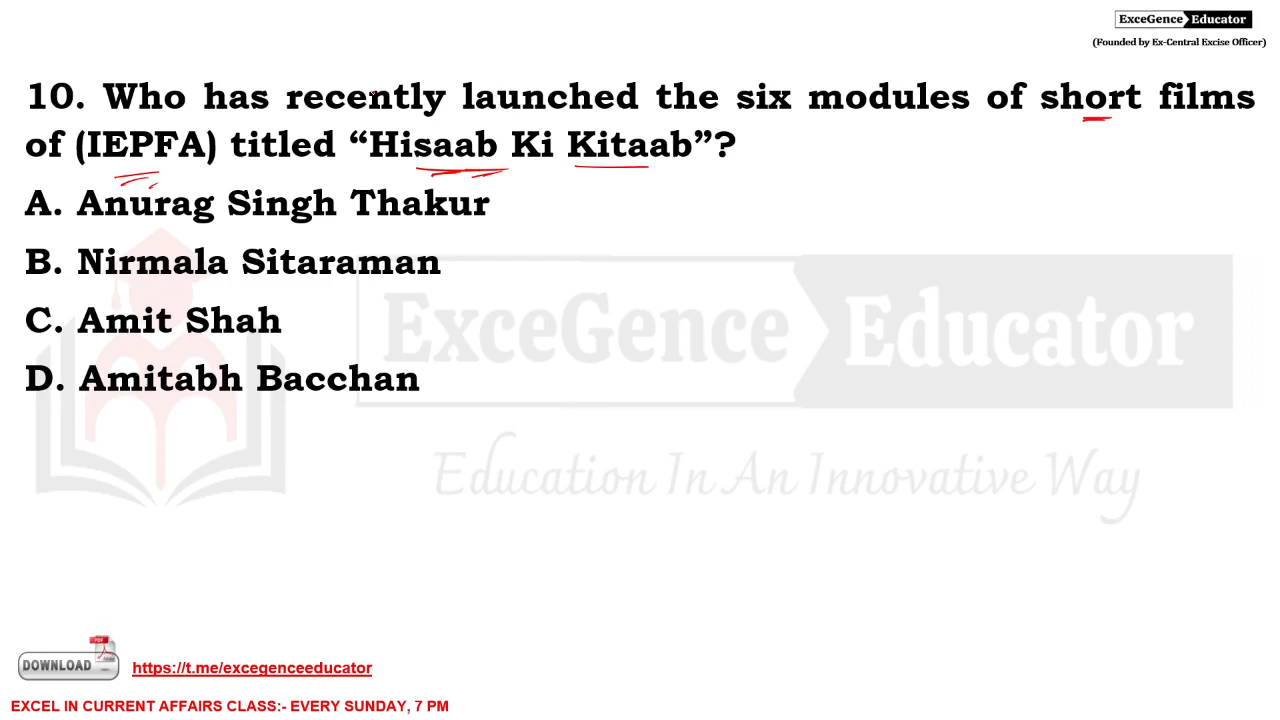 ExceGence Educator
(Founded by Ex-Central Excise Officer)
10. Who has recently launched the six modules of short films
of (IEPFA) titled “Hisaab Ki Kitaab”?
A. Anurag Singh Thakur
B. Nirmala Sitaraman
C. Amit Shah
D. Amitabh Bacchan
ExceGence Educator
Education In An Innovative Way
PDF
DOWNLOAD
https://t.me/excegenceeducator
EXCEL IN CURRENT AFFAIRS CLASS:- EVERY SUNDAY, 7 PM